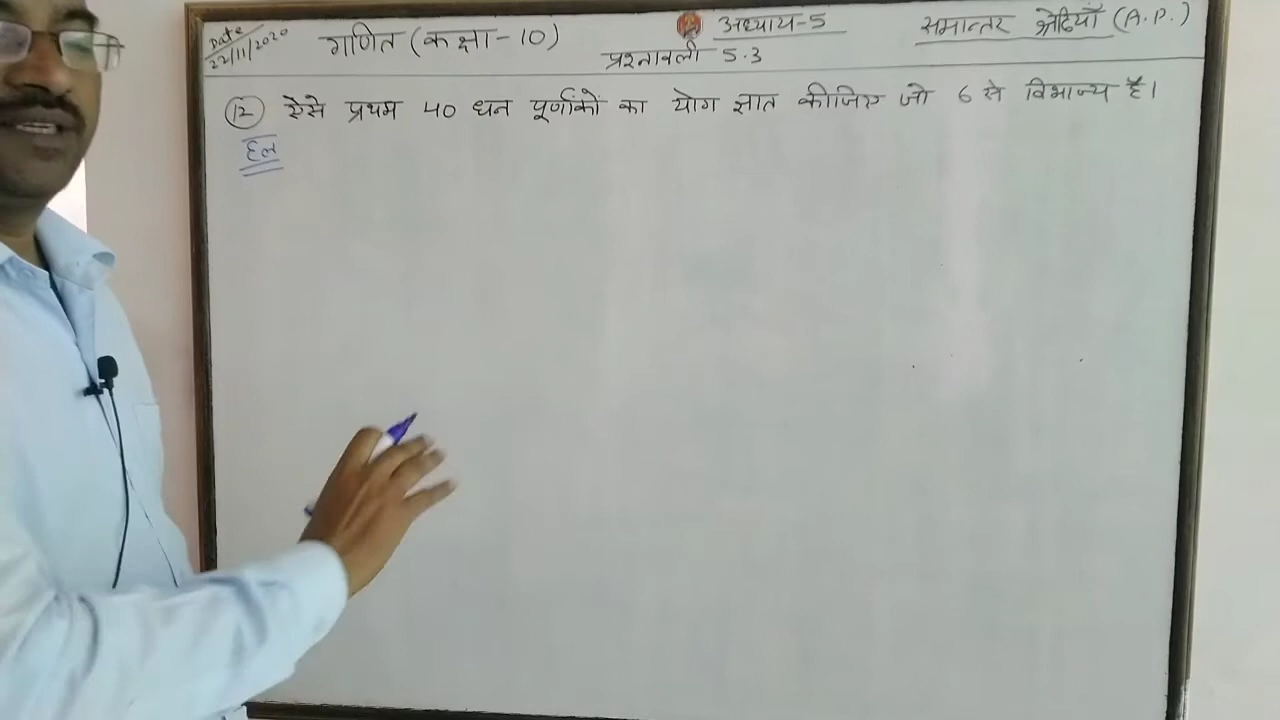 Date
22/11/2020
गणित (कक्षा-10)
अध्याय-5
समान्तर श्रेढियाँ (A.P.)
प्रश्नावली 5.3
12 ऐसे प्रथम 40 धन पूर्णांकों का योग ज्ञात कीजिए जो 6 से विभाज्य हैं।
हल